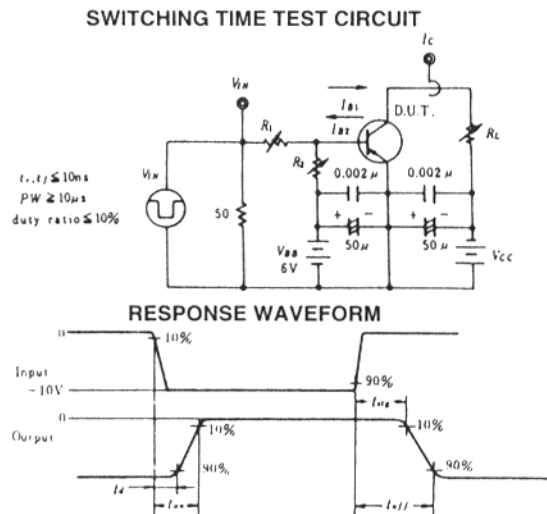 SWITCHING TIME TEST CIRCUIT
IC
VIN
IB1
D.U.T.
IB2
R1
RL
R2
VIN
tr,tf≦10ns
PW≧10μs
duty ratio≦10%
0.002μ
0.002μ
50
+ − + −
50μ
50μ
VBB
6V
VCC
RESPONSE WAVEFORM
0
10%
Input
−10V
90%
tstg
0
10%
10%
Output
90%
90%
td
ton
toff